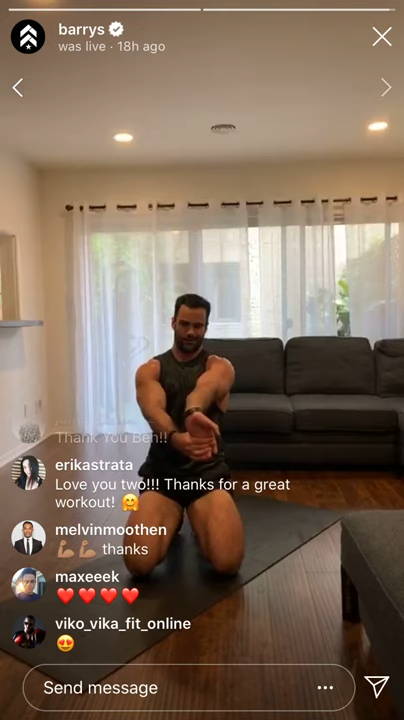 barrys
was live · 18h ago
Thank You Beh!!
erikastrata
Love you two!!! Thanks for a great
workout! 🤗
melvinmoothen
💪🏽💪🏽 thanks
maxeeek
❤️❤️❤️❤️
viko_vika_fit_online
😍
Send message